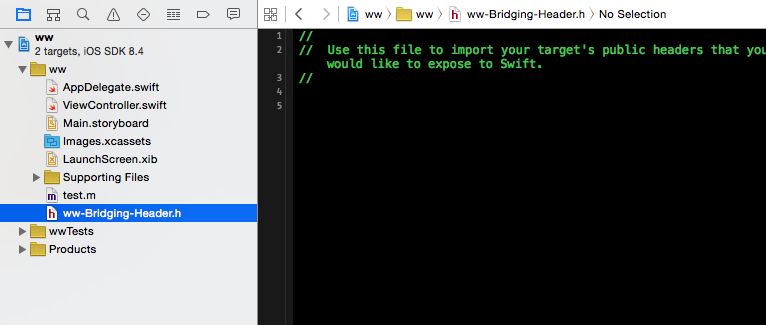 ww
2 targets, iOS SDK 8.4
ww
AppDelegate.swift
ViewController.swift
Main.storyboard
Images.xcassets
LaunchScreen.xib
Supporting Files
test.m
ww-Bridging-Header.h
wwTests
Products
ww 〉 ww 〉 ww-Bridging-Header.h 〉 No Selection
1 //
2 //  Use this file to import your target's public headers that you
would like to expose to Swift.
3 //
4
5